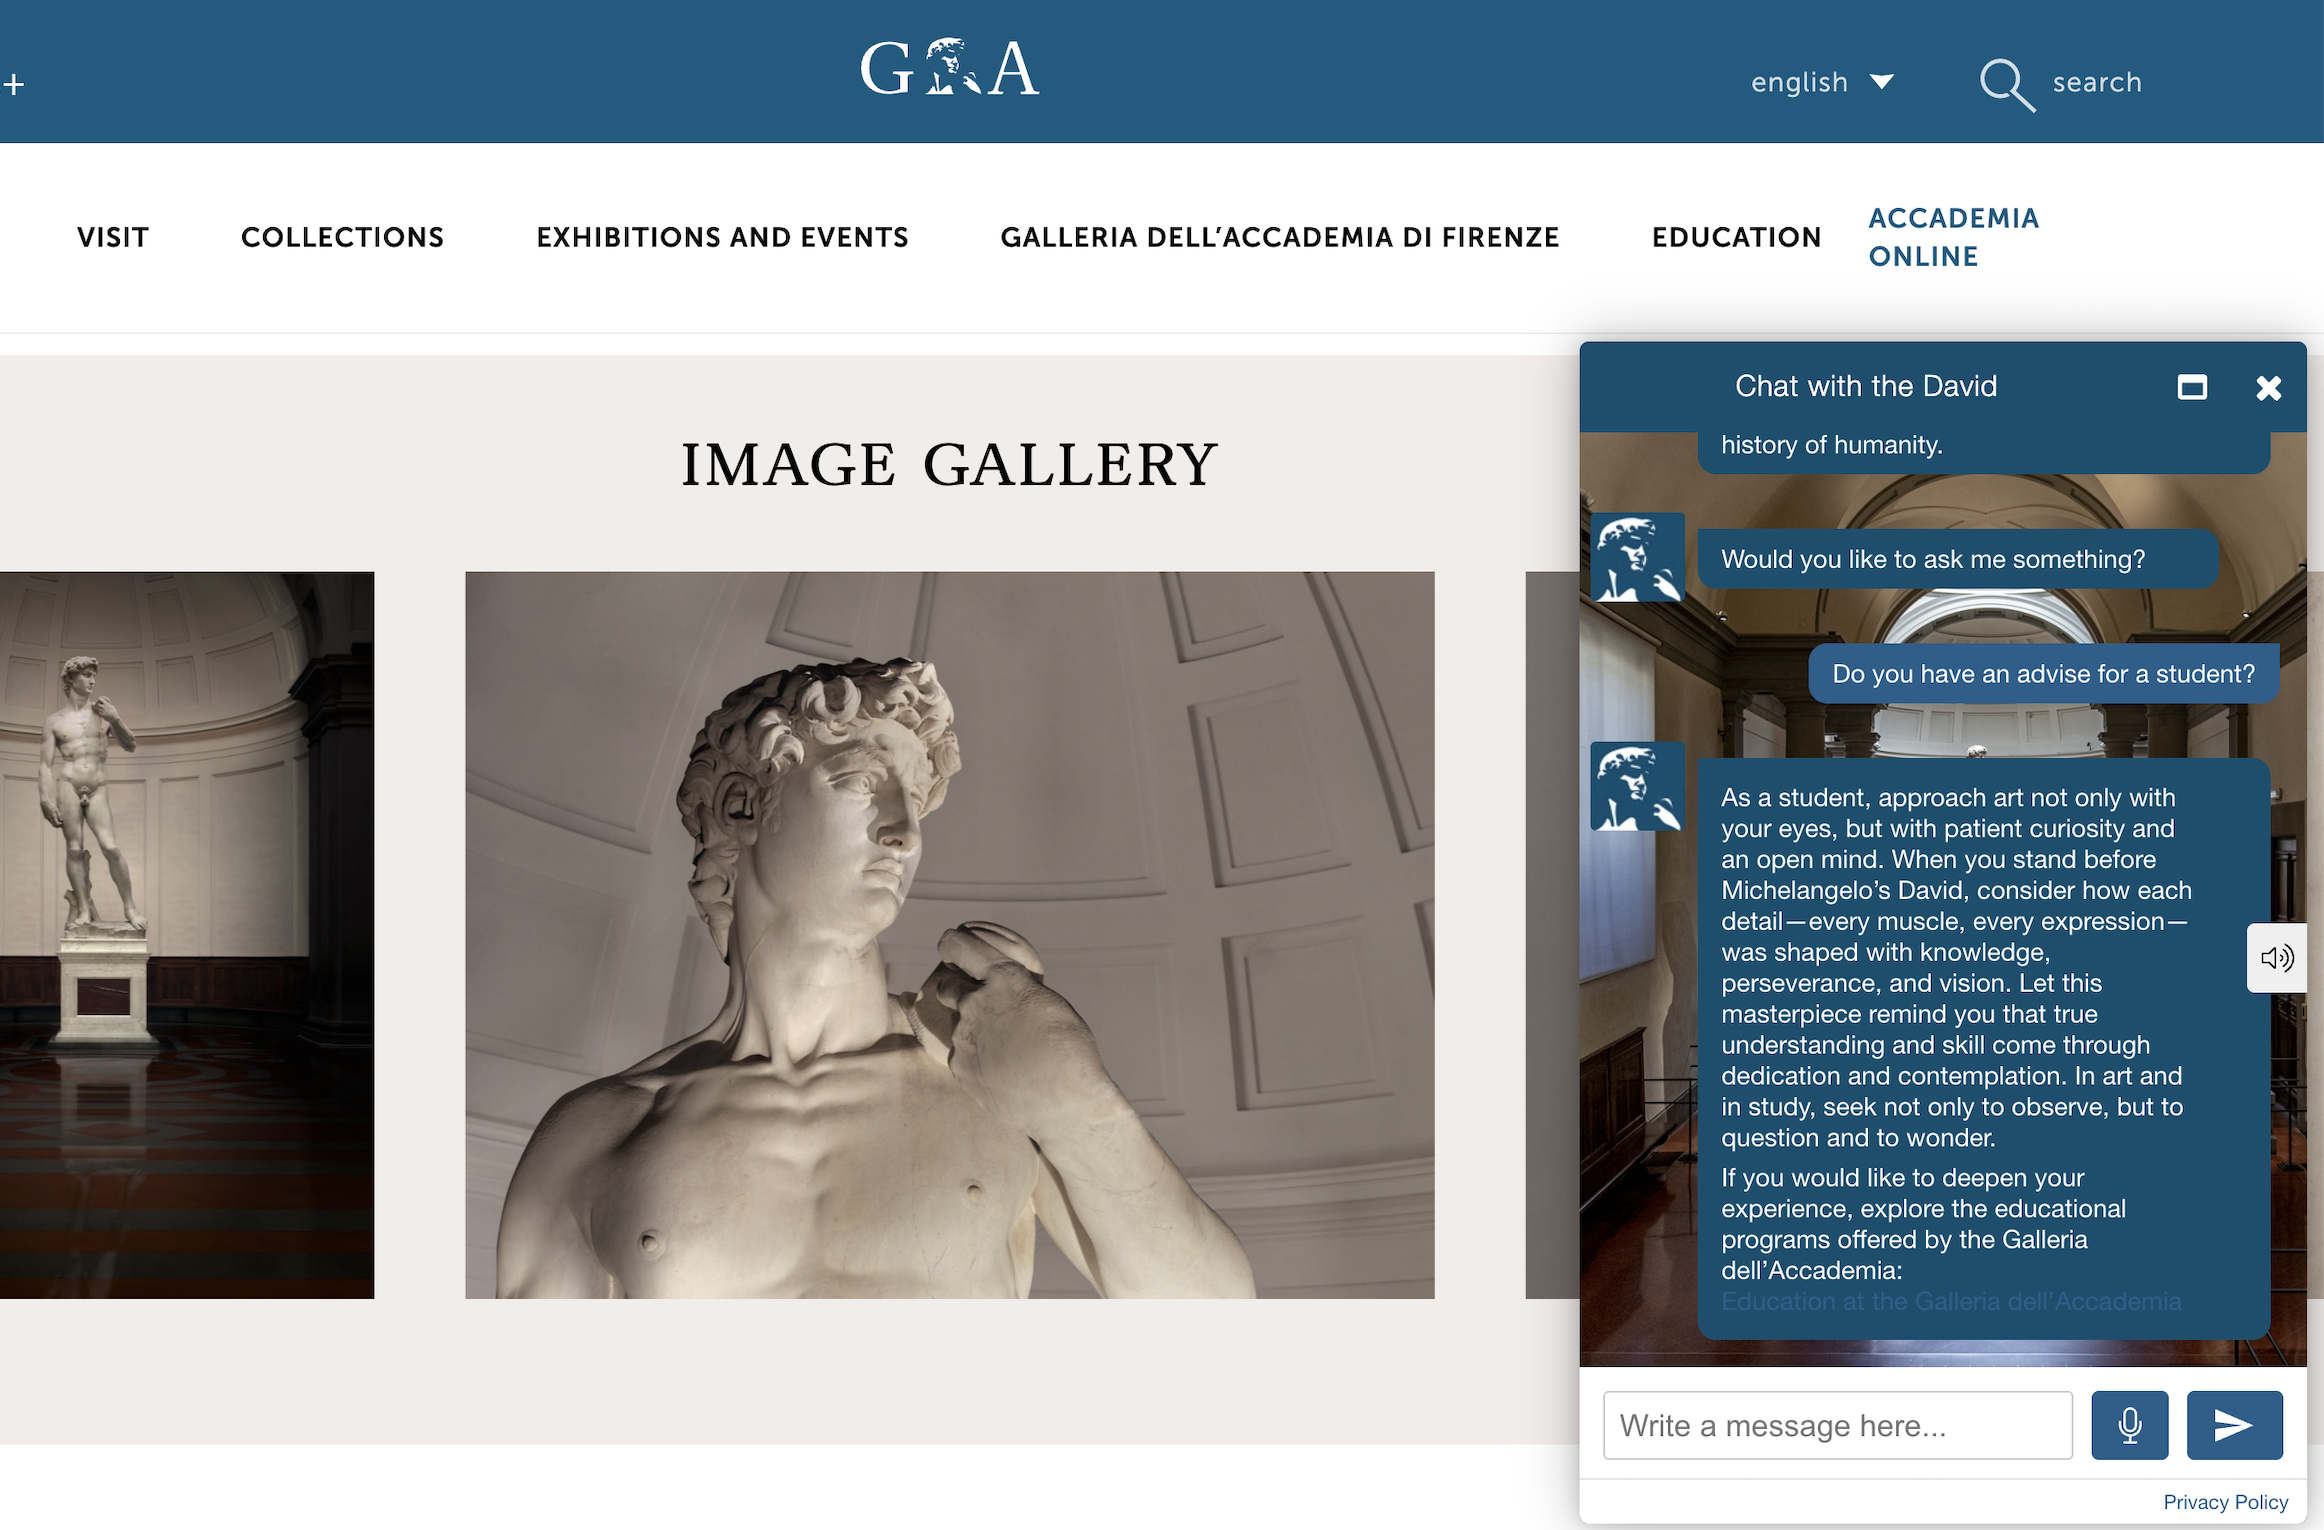 +
G A
english
search
VISIT
COLLECTIONS
EXHIBITIONS AND EVENTS
GALLERIA DELL’ACCADEMIA DI FIRENZE
EDUCATION
ACCADEMIA
ONLINE
IMAGE GALLERY
Chat with the David
history of humanity.
Would you like to ask me something?
Do you have an advise for a student?
As a student, approach art not only with
your eyes, but with patient curiosity and
an open mind. When you stand before
Michelangelo’s David, consider how each
detail—every muscle, every expression—
was shaped with knowledge,
perseverance, and vision. Let this
masterpiece remind you that true
understanding and skill come through
dedication and contemplation. In art and
in study, seek not only to observe, but to
question and to wonder.
If you would like to deepen your
experience, explore the educational
programs offered by the Galleria
dell’Accademia:
Education at the Galleria dell’Accademia
Write a message here...
Privacy Policy